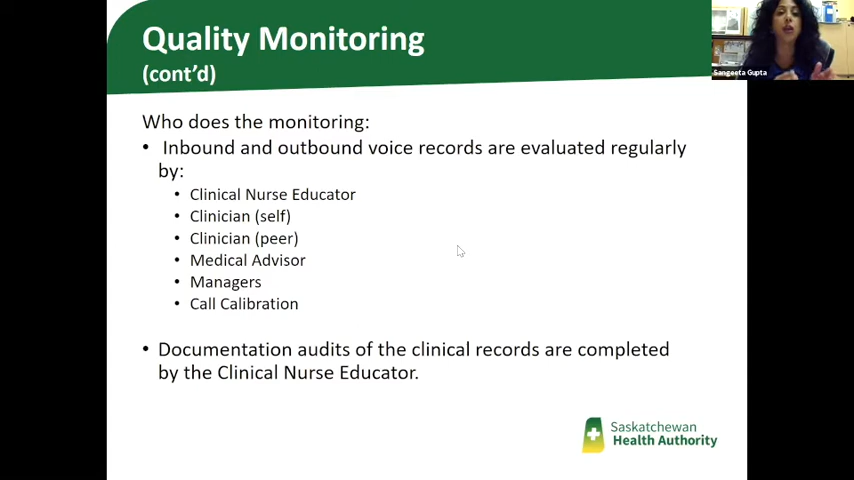 Quality Monitoring
(cont'd)
Sangeeta Gupta
Who does the monitoring:
• Inbound and outbound voice records are evaluated regularly
by:
• Clinical Nurse Educator
• Clinician (self)
• Clinician (peer)
• Medical Advisor
• Managers
• Call Calibration
• Documentation audits of the clinical records are completed
by the Clinical Nurse Educator.
Saskatchewan
Health Authority